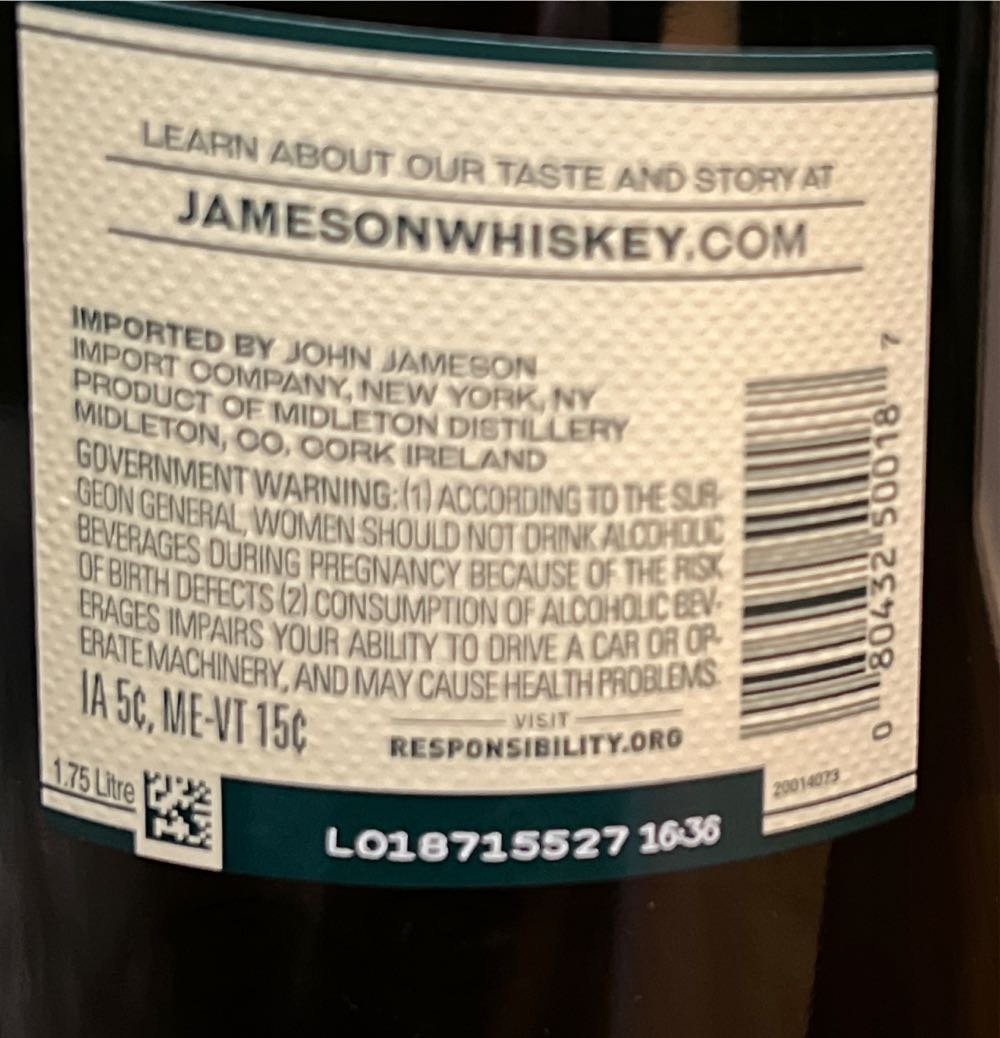 LEARN ABOUT OUR TASTE AND STORY AT
JAMESONWHISKEY.COM
IMPORTED BY JOHN JAMESON
IMPORT COMPANY, NEW YORK, NY
PRODUCT OF MIDLETON DISTILLERY
MIDLETON, CO. CORK IRELAND
GOVERNMENT WARNING: (1) ACCORDING TO THE SUR-
GEON GENERAL, WOMEN SHOULD NOT DRINK ALCOHOLIC
BEVERAGES DURING PREGNANCY BECAUSE OF THE RISK
OF BIRTH DEFECTS (2) CONSUMPTION OF ALCOHOLIC BEV-
ERAGES IMPAIRS YOUR ABILITY TO DRIVE A CAR OR OP-
ERATE MACHINERY, AND MAY CAUSE HEALTH PROBLEMS.
IA 5¢, ME-VT 15¢
VISIT
RESPONSIBILITY.ORG
0 80432 50018 7
1.75 Litre
20014073
L018715527 16:36